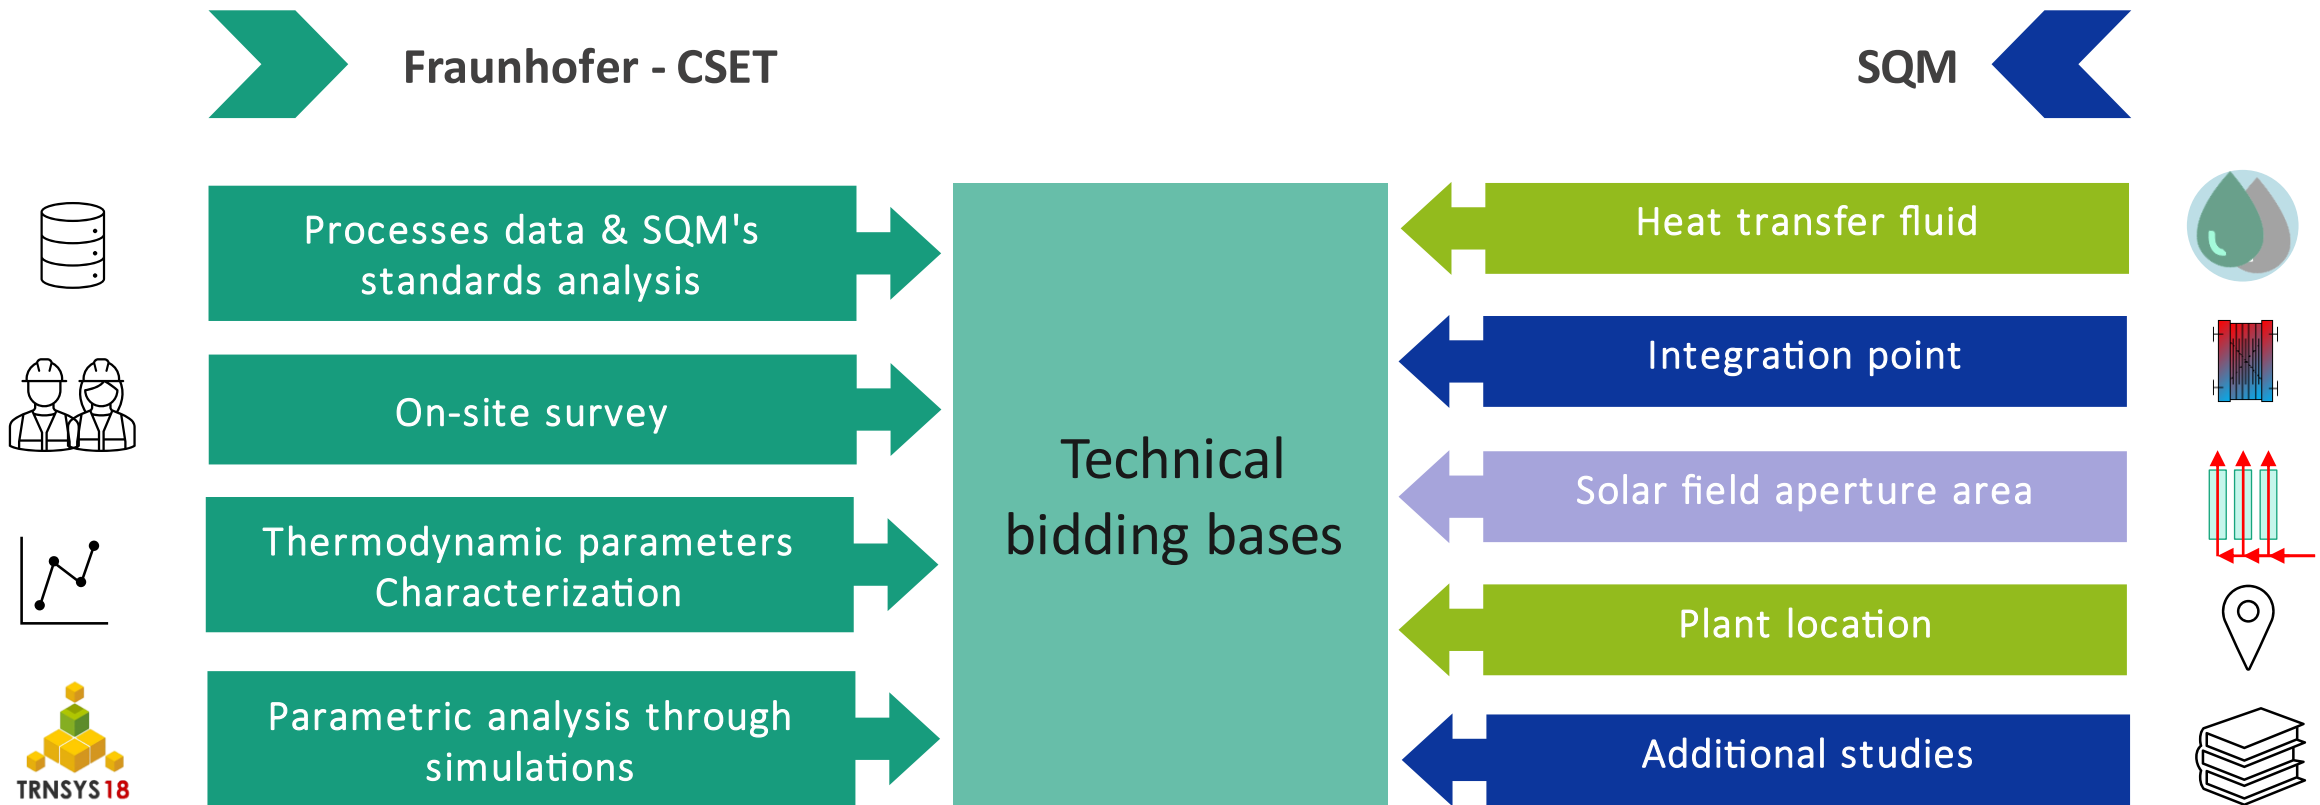 Fraunhofer - CSET
SQM
Processes data & SQM's
standards analysis
On-site survey
Thermodynamic parameters
Characterization
Parametric analysis through
simulations
TRNSYS18
Technical
bidding bases
Heat transfer fluid
Integration point
Solar field aperture area
Plant location
Additional studies